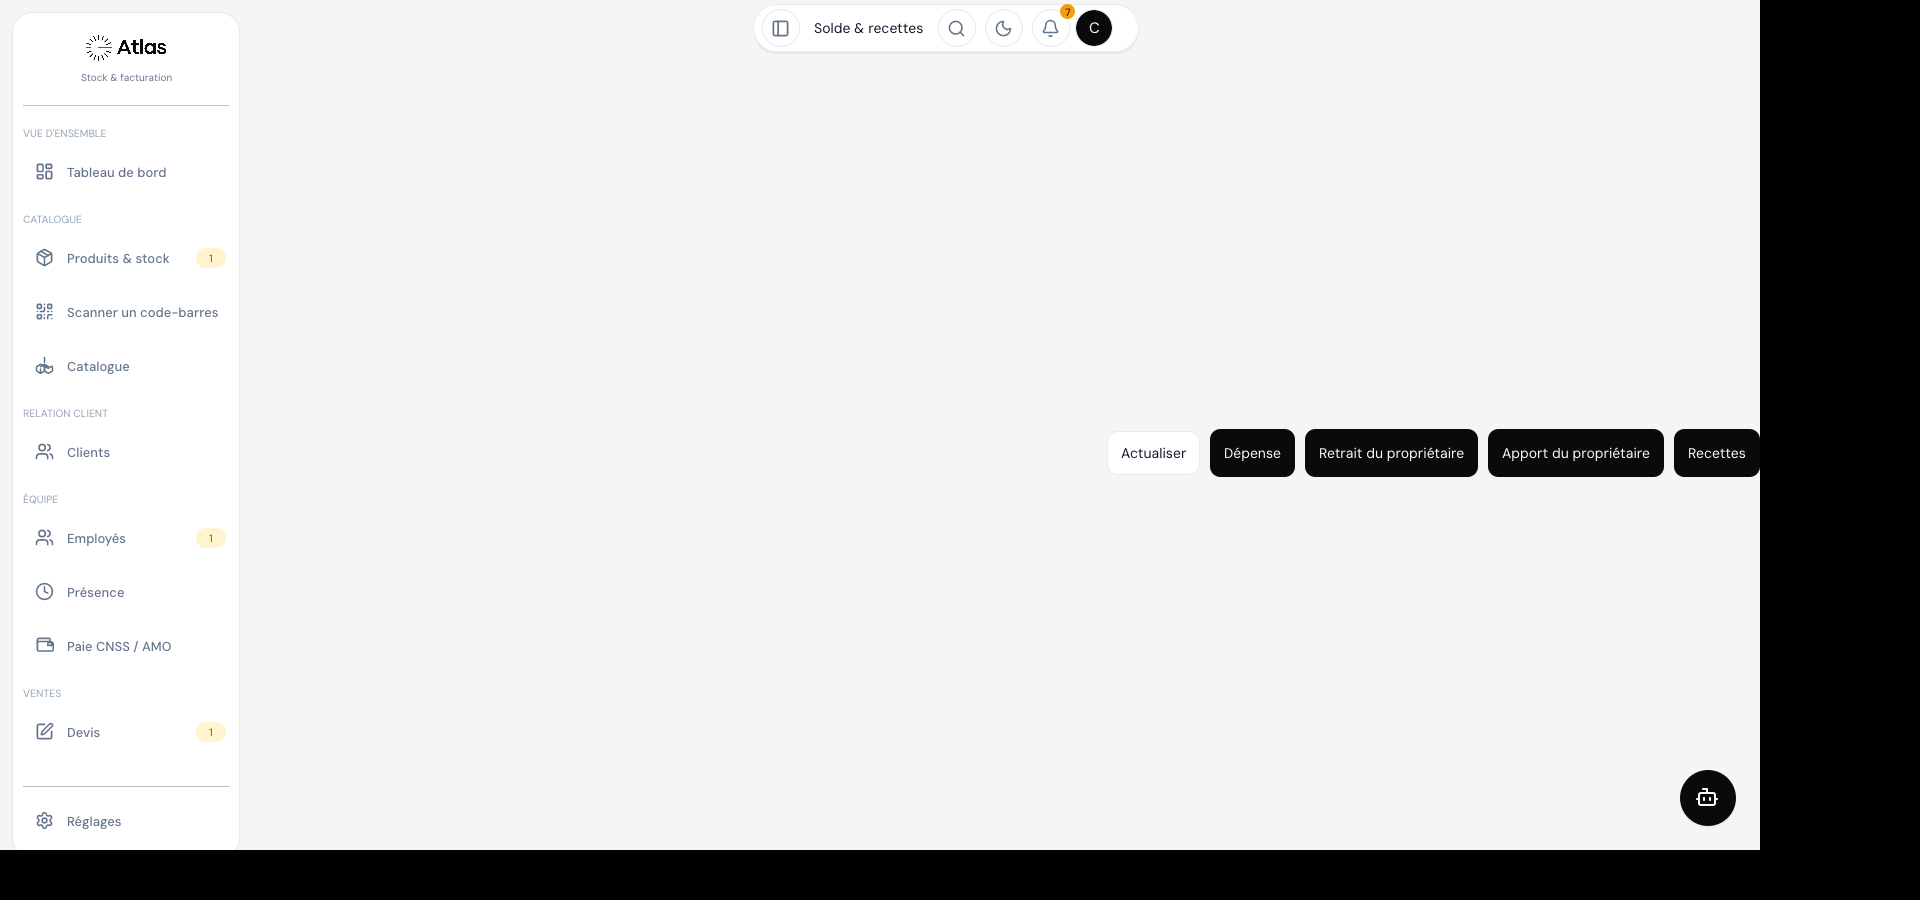 Atlas
Stock & facturation
VUE D'ENSEMBLE
Tableau de bord
CATALOGUE
Produits & stock 1
Scanner un code-barres
Catalogue
RELATION CLIENT
Clients
ÉQUIPE
Employés 1
Présence
Paie CNSS / AMO
VENTES
Devis 1
Réglages
Solde & recettes 7 C
Actualiser Dépense Retrait du propriétaire Apport du propriétaire Recettes